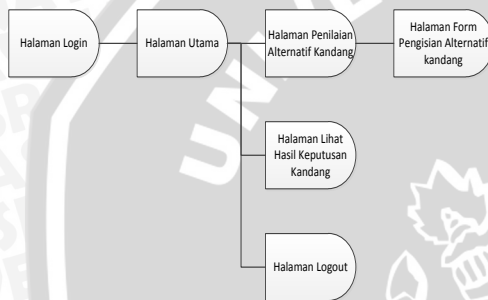 Halaman Login
Halaman Utama
Halaman Penilaian
Alternatif Kandang
Halaman Form
Pengisian Alternatif
kandang
Halaman Lihat
Hasil Keputusan
Kandang
Halaman Logout